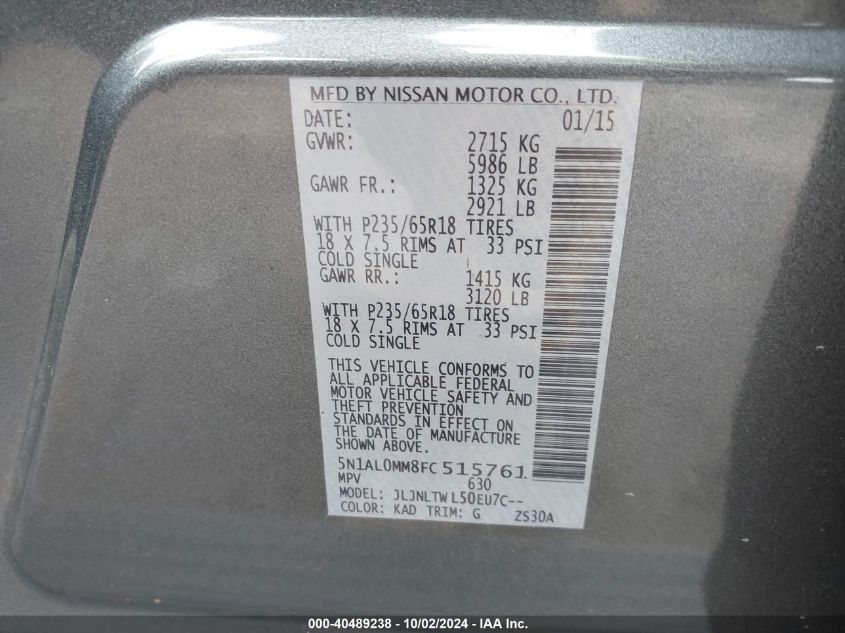 MFD BY NISSAN MOTOR CO., LTD.
DATE: 01/15
GVWR: 2715 KG
5986 LB
GAWR FR.: 1325 KG
2921 LB
WITH P235/65R18 TIRES
18 X 7.5 RIMS AT 33 PSI
COLD SINGLE
GAWR RR.: 1415 KG
3120 LB
WITH P235/65R18 TIRES
18 X 7.5 RIMS AT 33 PSI
COLD SINGLE
THIS VEHICLE CONFORMS TO
ALL APPLICABLE FEDERAL
MOTOR VEHICLE SAFETY AND
THEFT PREVENTION
STANDARDS IN EFFECT ON
THE DATE OF MANUFACTURE
SHOWN ABOVE.
5N1AL0MM8FC515761
MPV 630
MODEL: JLJNLTWL50EU7C--
COLOR: KAD TRIM: G ZS30A
000-40489238 - 10/02/2024 - IAA Inc.